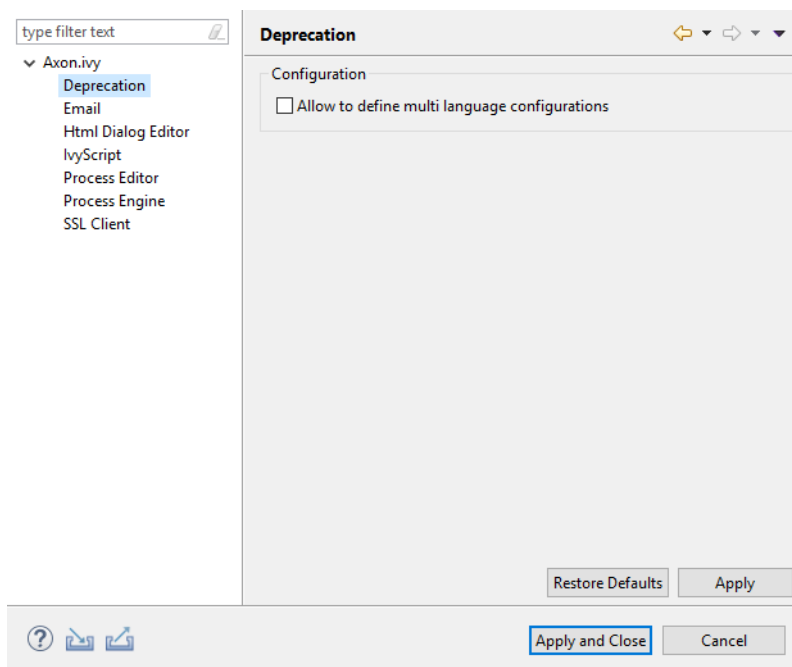 type filter text
Axon.ivy
Deprecation
Email
Html Dialog Editor
IvyScript
Process Editor
Process Engine
SSL Client
Deprecation
Configuration
Allow to define multi language configurations
Restore Defaults
Apply
Apply and Close
Cancel